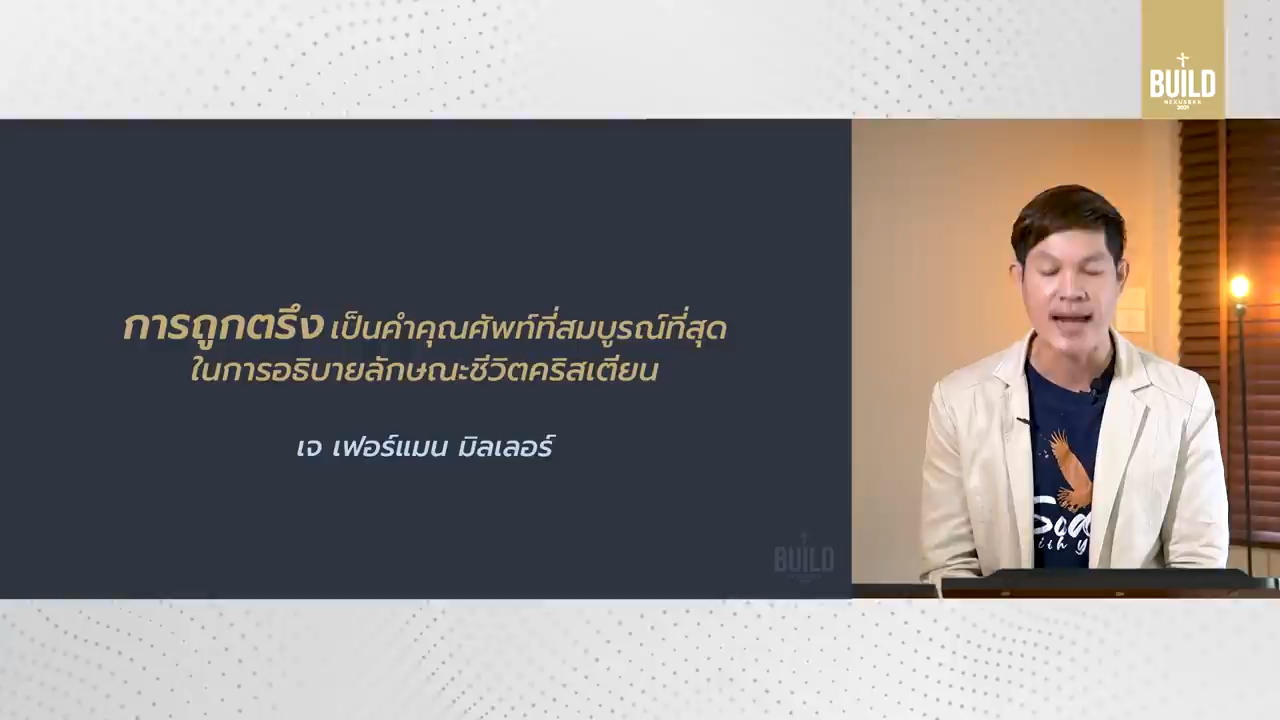 BUILD
NEXUSBKK
2021
การถูกตรึง เป็นคำคุณศัพท์ที่สมบูรณ์ที่สุด
ในการอธิบายลักษณะชีวิตคริสเตียน
เจ เฟอร์แมน มิลเลอร์
BUILD